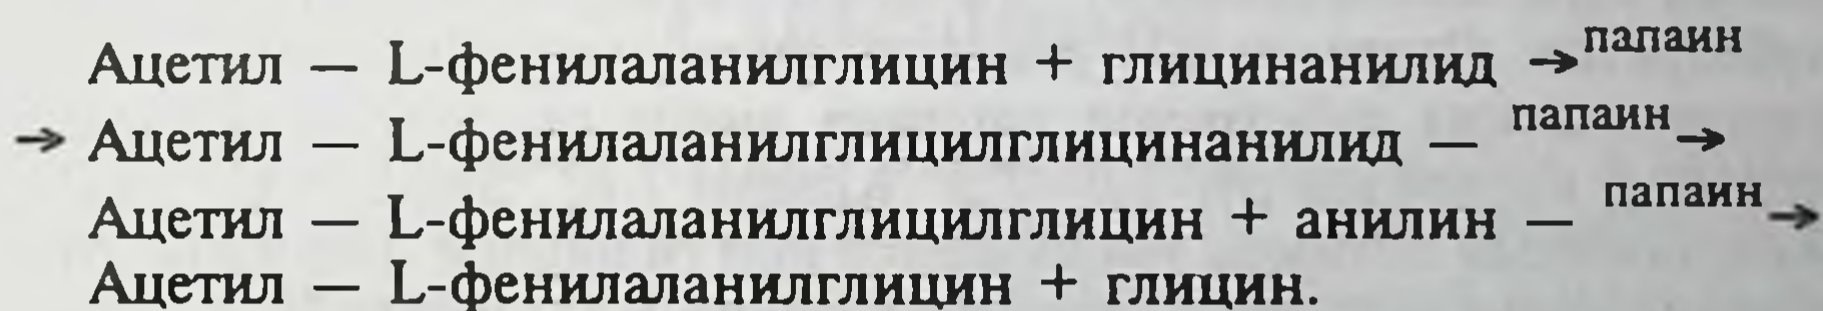 Ацетил — L-фенилаланилглицин + глицинанилид → папаин
→ Ацетил — L-фенилаланилглицилглицинанилид — папаин →
Ацетил — L-фенилаланилглицилглицин + анилин — папаин →
Ацетил — L-фенилаланилглицин + глицин.